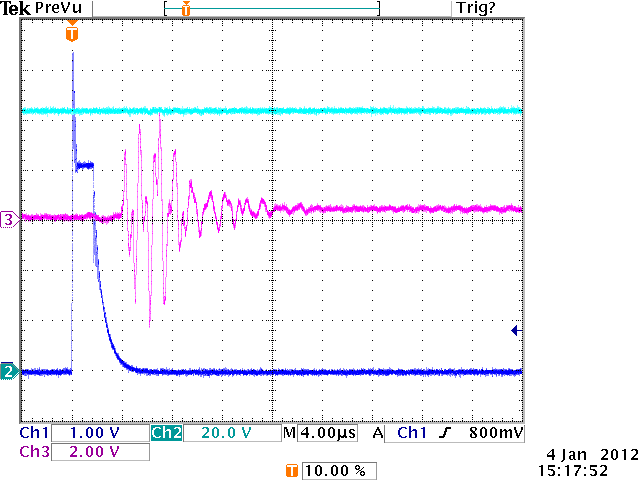 Tek PreVu Trig?
T
T
3
2
Ch1 1.00 V Ch2 20.0 V M 4.00µs A Ch1 800mV
Ch3 2.00 V
T 10.00 %
4 Jan 2012
15:17:52